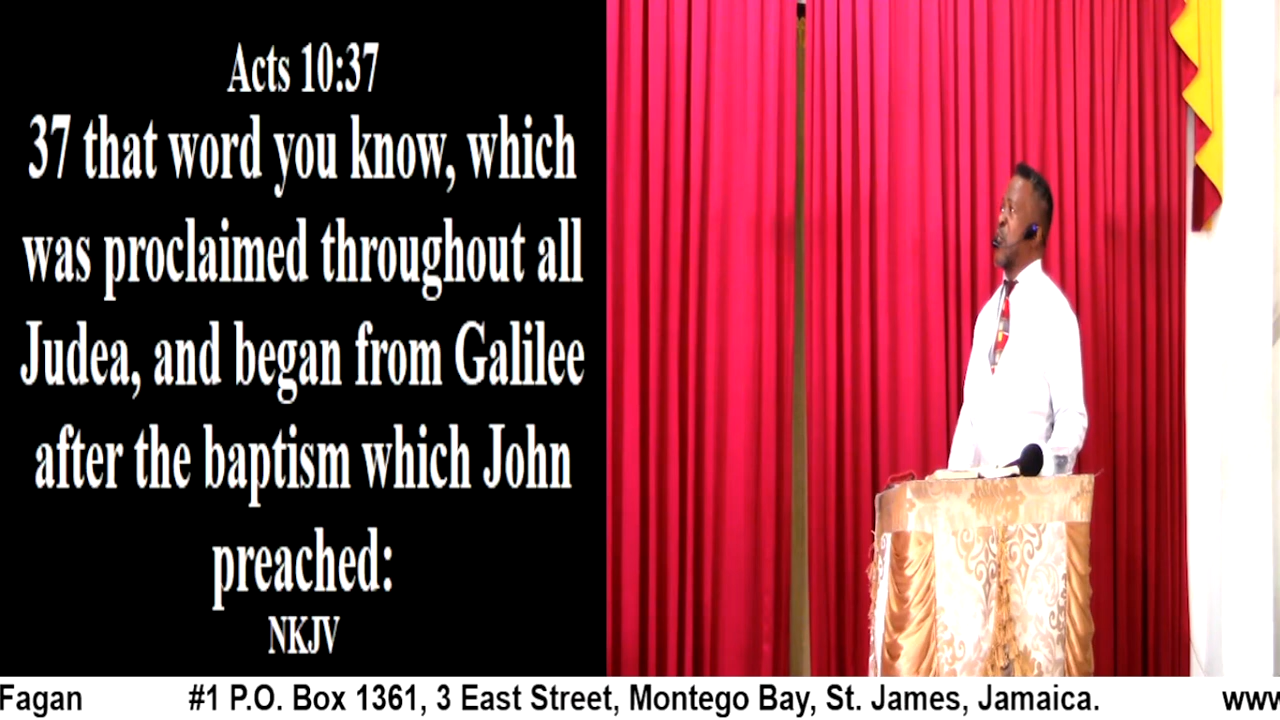 Acts 10:37
37 that word you know, which
was proclaimed throughout all
Judea, and began from Galilee
after the baptism which John
preached:
NKJV
Fagan #1 P.O. Box 1361, 3 East Street, Montego Bay, St. James, Jamaica. www